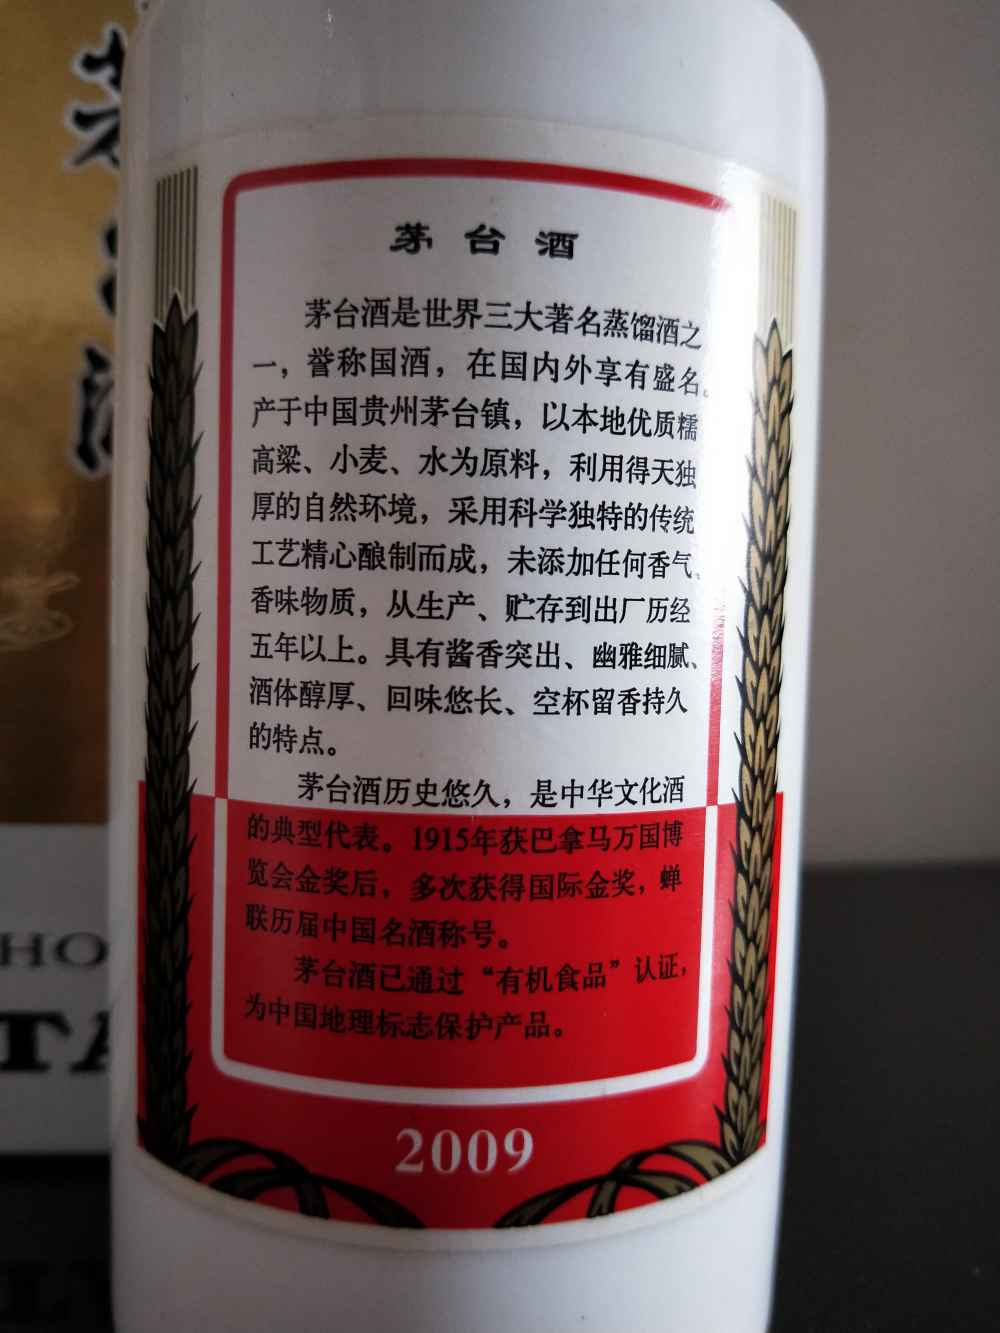 茅台酒
茅台酒是世界三大著名蒸馏酒之
一，誉称国酒，在国内外享有盛名。
产于中国贵州茅台镇，以本地优质糯
高粱、小麦、水为原料，利用得天独
厚的自然环境，采用科学独特的传统
工艺精心酿制而成，未添加任何香气、
香味物质，从生产、贮存到出厂历经
五年以上。具有酱香突出、幽雅细腻、
酒体醇厚、回味悠长、空杯留香持久
的特点。
茅台酒历史悠久，是中华文化酒
的典型代表。1915年获巴拿马万国博
览会金奖后，多次获得国际金奖，蝉
联历届中国名酒称号。
茅台酒已通过“有机食品”认证，
为中国地理标志保护产品。
2009
HO
TA